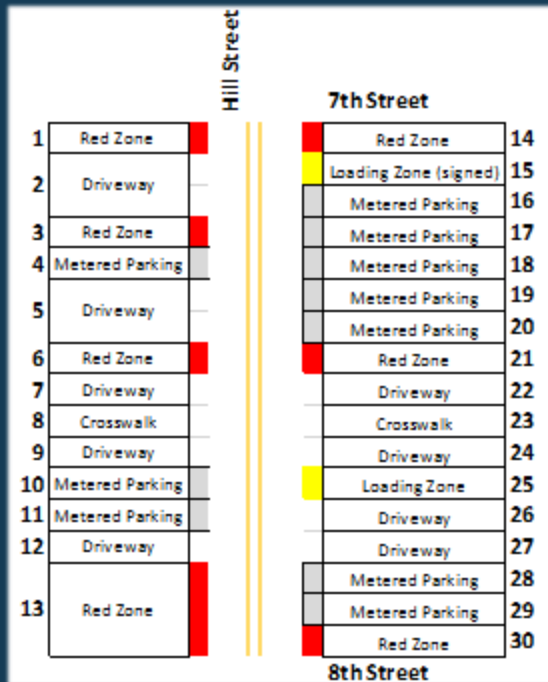 Hill Street
7th Street
1 Red Zone
2 Driveway
3 Red Zone
4 Metered Parking
5 Driveway
6 Red Zone
7 Driveway
8 Crosswalk
9 Driveway
10 Metered Parking
11 Metered Parking
12 Driveway
13 Red Zone
Red Zone 14
Loading Zone (signed) 15
Metered Parking 16
Metered Parking 17
Metered Parking 18
Metered Parking 19
Metered Parking 20
Red Zone 21
Driveway 22
Crosswalk 23
Driveway 24
Loading Zone 25
Driveway 26
Driveway 27
Metered Parking 28
Metered Parking 29
Red Zone 30
8th Street